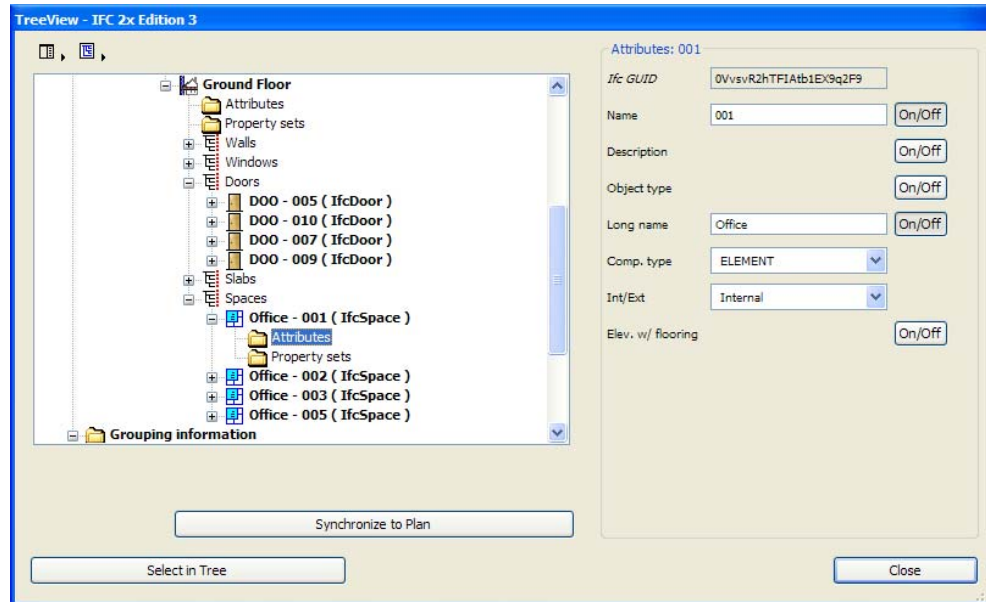 TreeView - IFC 2x Edition 3
Ground Floor
Attributes
Property sets
Walls
Windows
Doors
DOO - 005 ( IfcDoor )
DOO - 010 ( IfcDoor )
DOO - 007 ( IfcDoor )
DOO - 009 ( IfcDoor )
Slabs
Spaces
Office - 001 ( IfcSpace )
Attributes
Property sets
Office - 002 ( IfcSpace )
Office - 003 ( IfcSpace )
Office - 005 ( IfcSpace )
Grouping information
Synchronize to Plan
Select in Tree
Attributes: 001
Ifc GUID 0VvsvR2hTFIAtb1EX9q2F9
Name 001 On/Off
Description On/Off
Object type On/Off
Long name Office On/Off
Comp. type ELEMENT
Int/Ext Internal
Elev. w/ flooring On/Off
Close